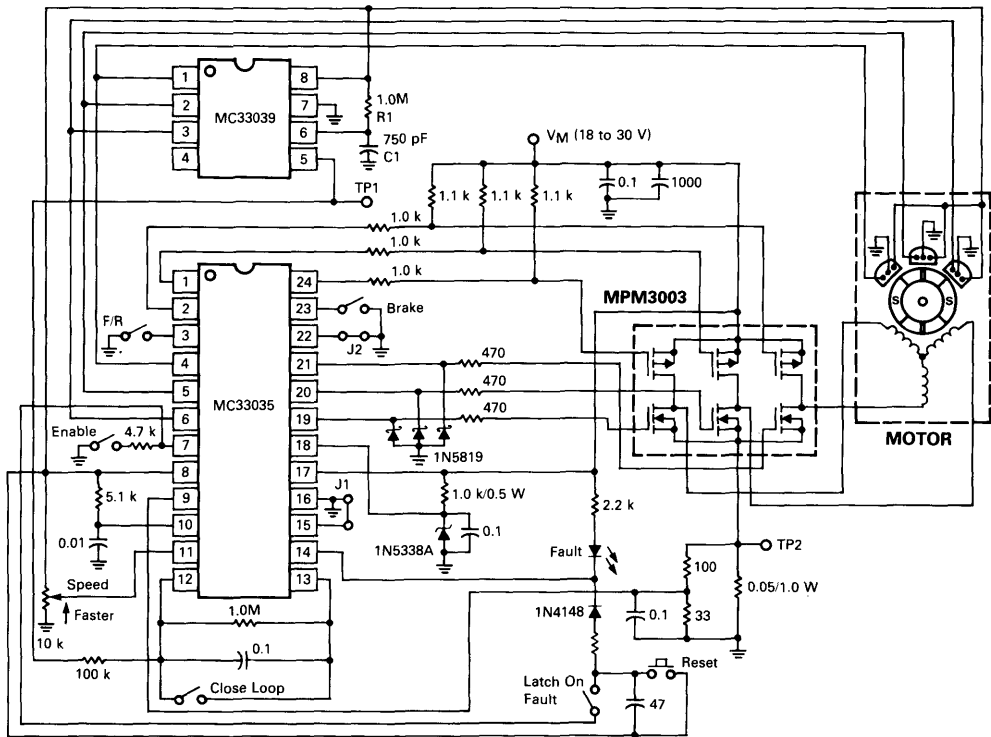 1
2
3
4
MC33039
8
7
6
5
1.0M
R1
750 pF
C1
TP1
VM (18 to 30 V)
1.1 k
1.1 k
1.1 k
0.1
1000
1.0 k
1.0 k
1.0 k
MPM3003
S
S
MOTOR
1
2
3
4
5
6
7
8
9
10
11
12
MC33035
24
23
22
21
20
19
18
17
16
15
14
13
F/R
Brake
J2
470
470
470
1N5819
Enable
4.7 k
5.1 k
0.01
J1
1.0 k/0.5 W
1N5338A
0.1
2.2 k
Fault
1N4148
TP2
100
0.05/1.0 W
0.1
33
Speed
Faster
10 k
1.0M
0.1
100 k
Close Loop
Latch On
Fault
Reset
47